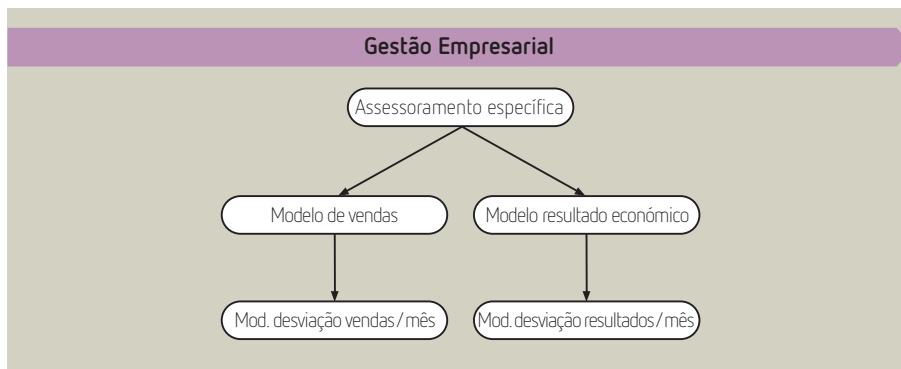 Gestão Empresarial
Assessoramento específica
Modelo de vendas
Modelo resultado económico
Mod. desviação vendas / mês
Mod. desviação resultados / mês